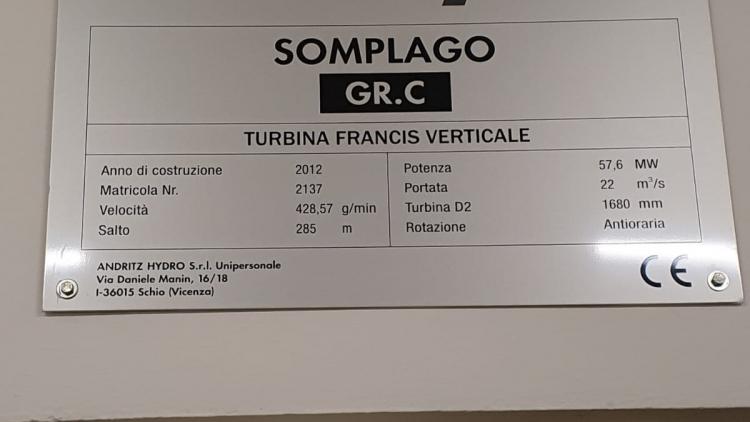 SOMPLAGO
GR.C
TURBINA FRANCIS VERTICALE
Anno di costruzione 2012
Matricola Nr. 2137
Velocità 428,57 g/min
Salto 285 m
Potenza 57,6 MW
Portata 22 m³/s
Turbina D2 1680 mm
Rotazione Antioraria
ANDRITZ HYDRO S.r.l. Unipersonale
Via Daniele Manin, 16/18
I-36015 Schio (Vicenza)
CE